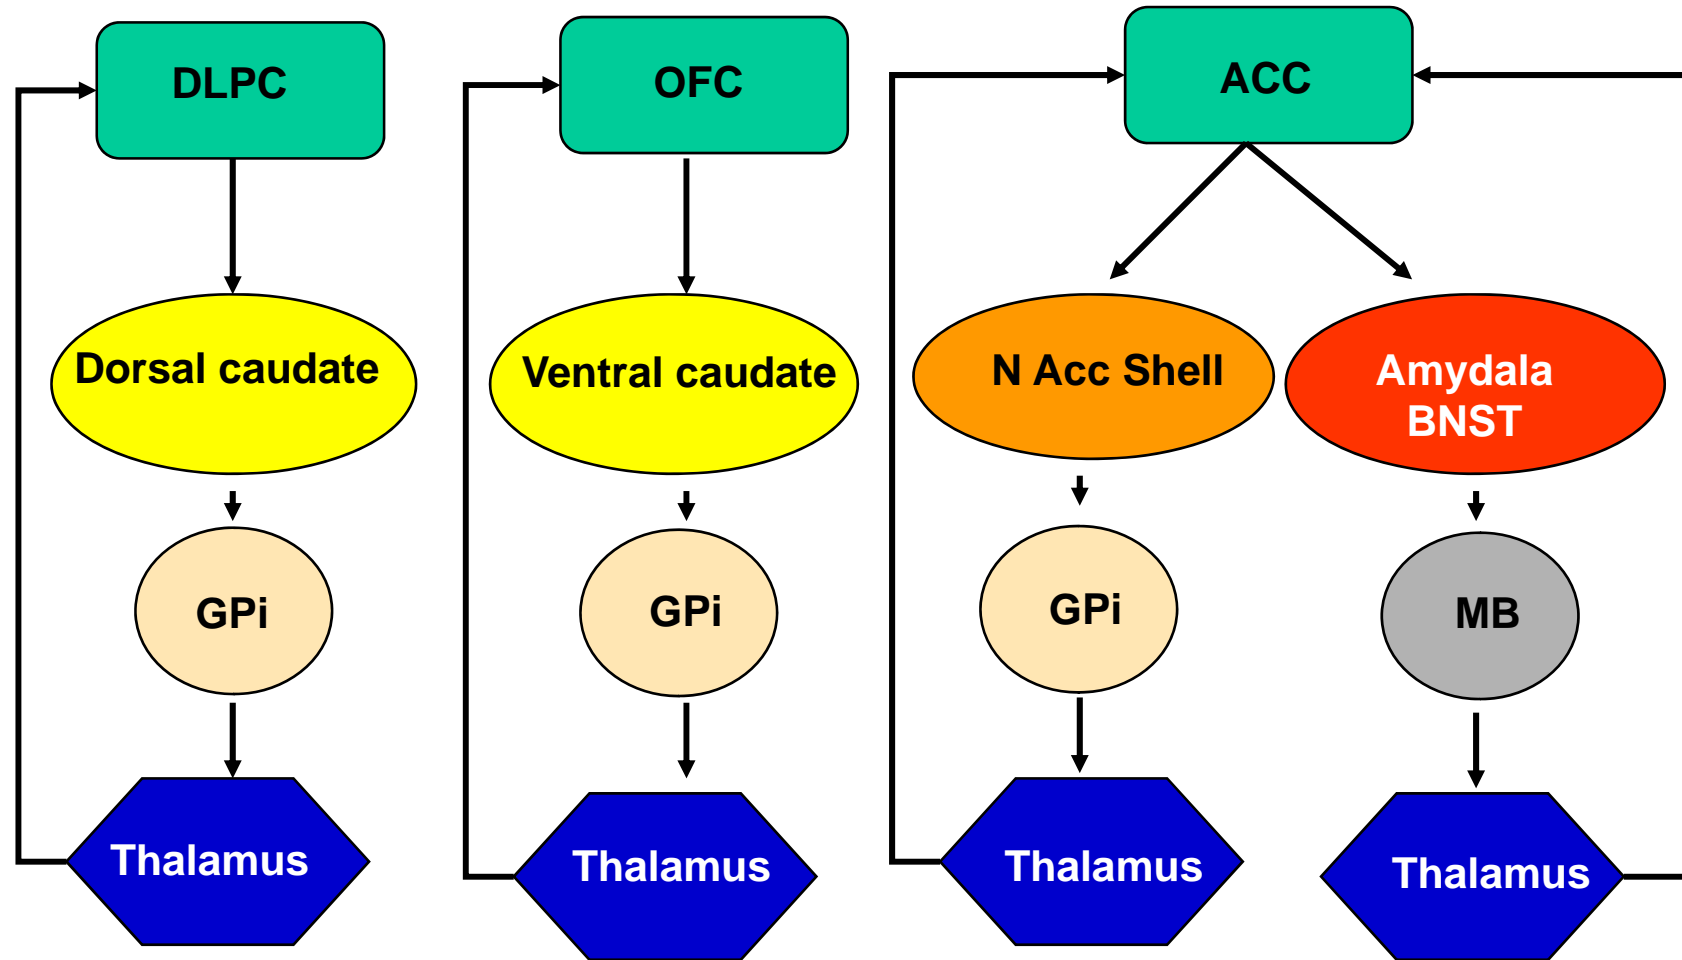 DLPC
OFC
ACC
Dorsal caudate
Ventral caudate
N Acc Shell
Amydala
BNST
GPi
GPi
GPi
MB
Thalamus
Thalamus
Thalamus
Thalamus